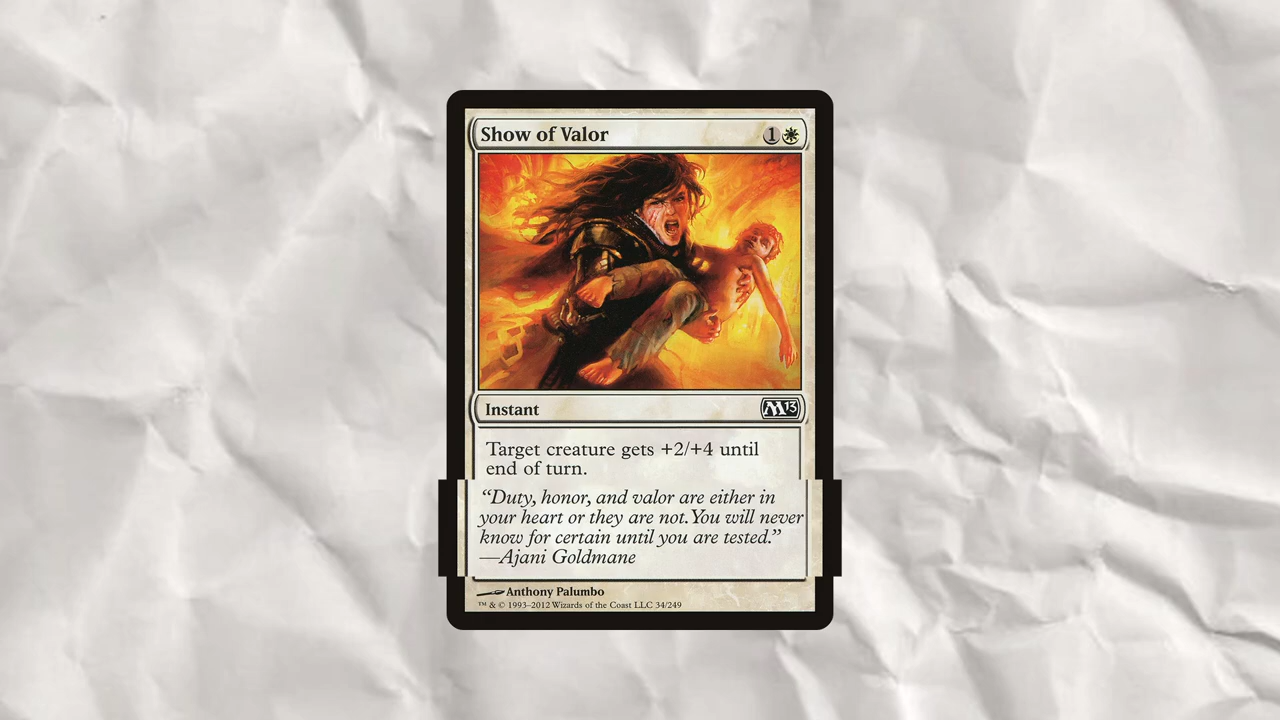 Show of Valor 1
Instant M13
Target creature gets +2/+4 until
end of turn.
“Duty, honor, and valor are either in
your heart or they are not. You will never
know for certain until you are tested.”
—Ajani Goldmane
Anthony Palumbo
™ & © 1993–2012 Wizards of the Coast LLC 34/249